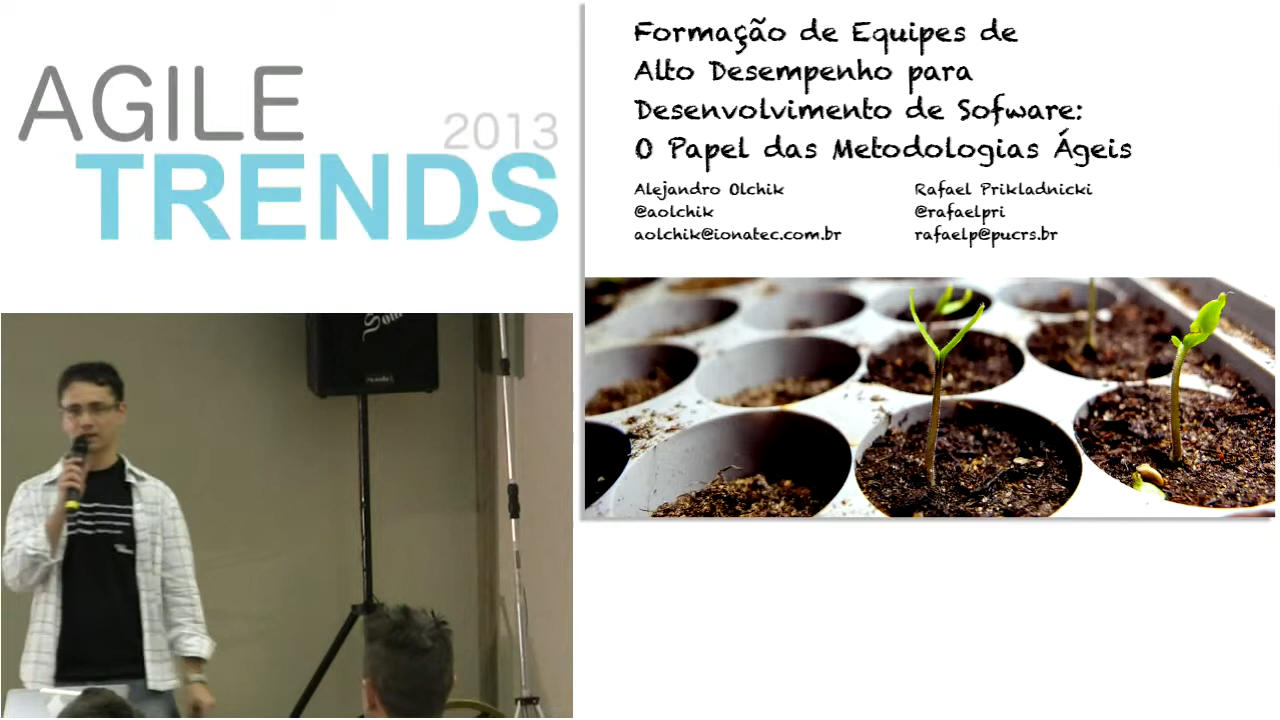 AGILE
2013
TRENDS
Formação de Equipes de
Alto Desempenho para
Desenvolvimento de Sofware:
O Papel das Metodologias Ágeis
Alejandro Olchik
@aolchik
aolchik@ionatec.com.br
Rafael Prikladnicki
@rafaelpri
rafaelp@pucrs.br